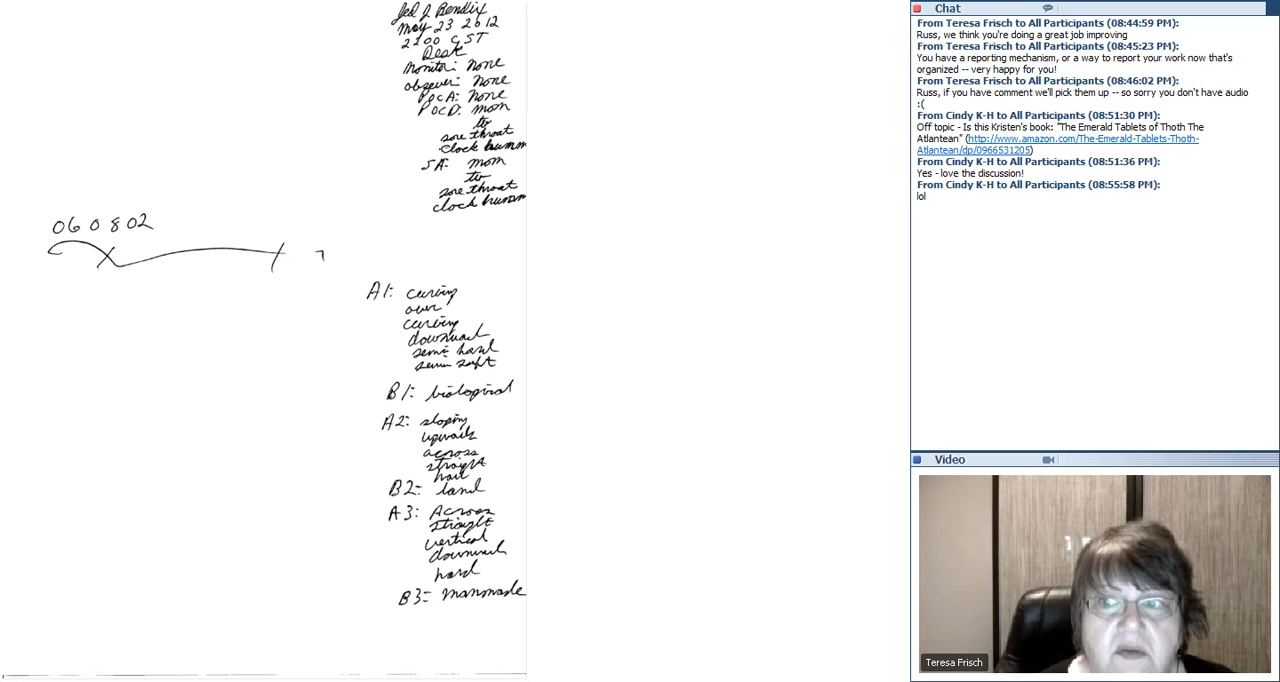 Jed J Bendix
May 23 2012
2100 CST
Desk
Monitor: None
obsever: None
POCA: None
POCD: mom
tv
sore throat
clock humm
SA: mom
tv
sore throat
clock humm
060802
A1: curving
over
curving
downward
semi hard
semi soft
B1: biological
A2: sloping
upwards
across
straight
hard
B2= land
A3: Across
straight
vertical
downward
hard
B3= manmade
Chat
From Teresa Frisch to All Participants (08:44:59 PM):
Russ, we think you're doing a great job improving
From Teresa Frisch to All Participants (08:45:23 PM):
You have a reporting mechanism, or a way to report your work now that's
organized -- very happy for you!
From Teresa Frisch to All Participants (08:46:02 PM):
Russ, if you have comment we'll pick them up -- so sorry you don't have audio
:(
From Cindy K-H to All Participants (08:51:30 PM):
Off topic - Is this Kristen's book: "The Emerald Tablets of Thoth The
Atlantean" (http://www.amazon.com/The-Emerald-Tablets-Thoth-
Atlantean/dp/0966531205)
From Cindy K-H to All Participants (08:51:36 PM):
Yes - love the discussion!
From Cindy K-H to All Participants (08:55:58 PM):
lol
Video
Teresa Frisch